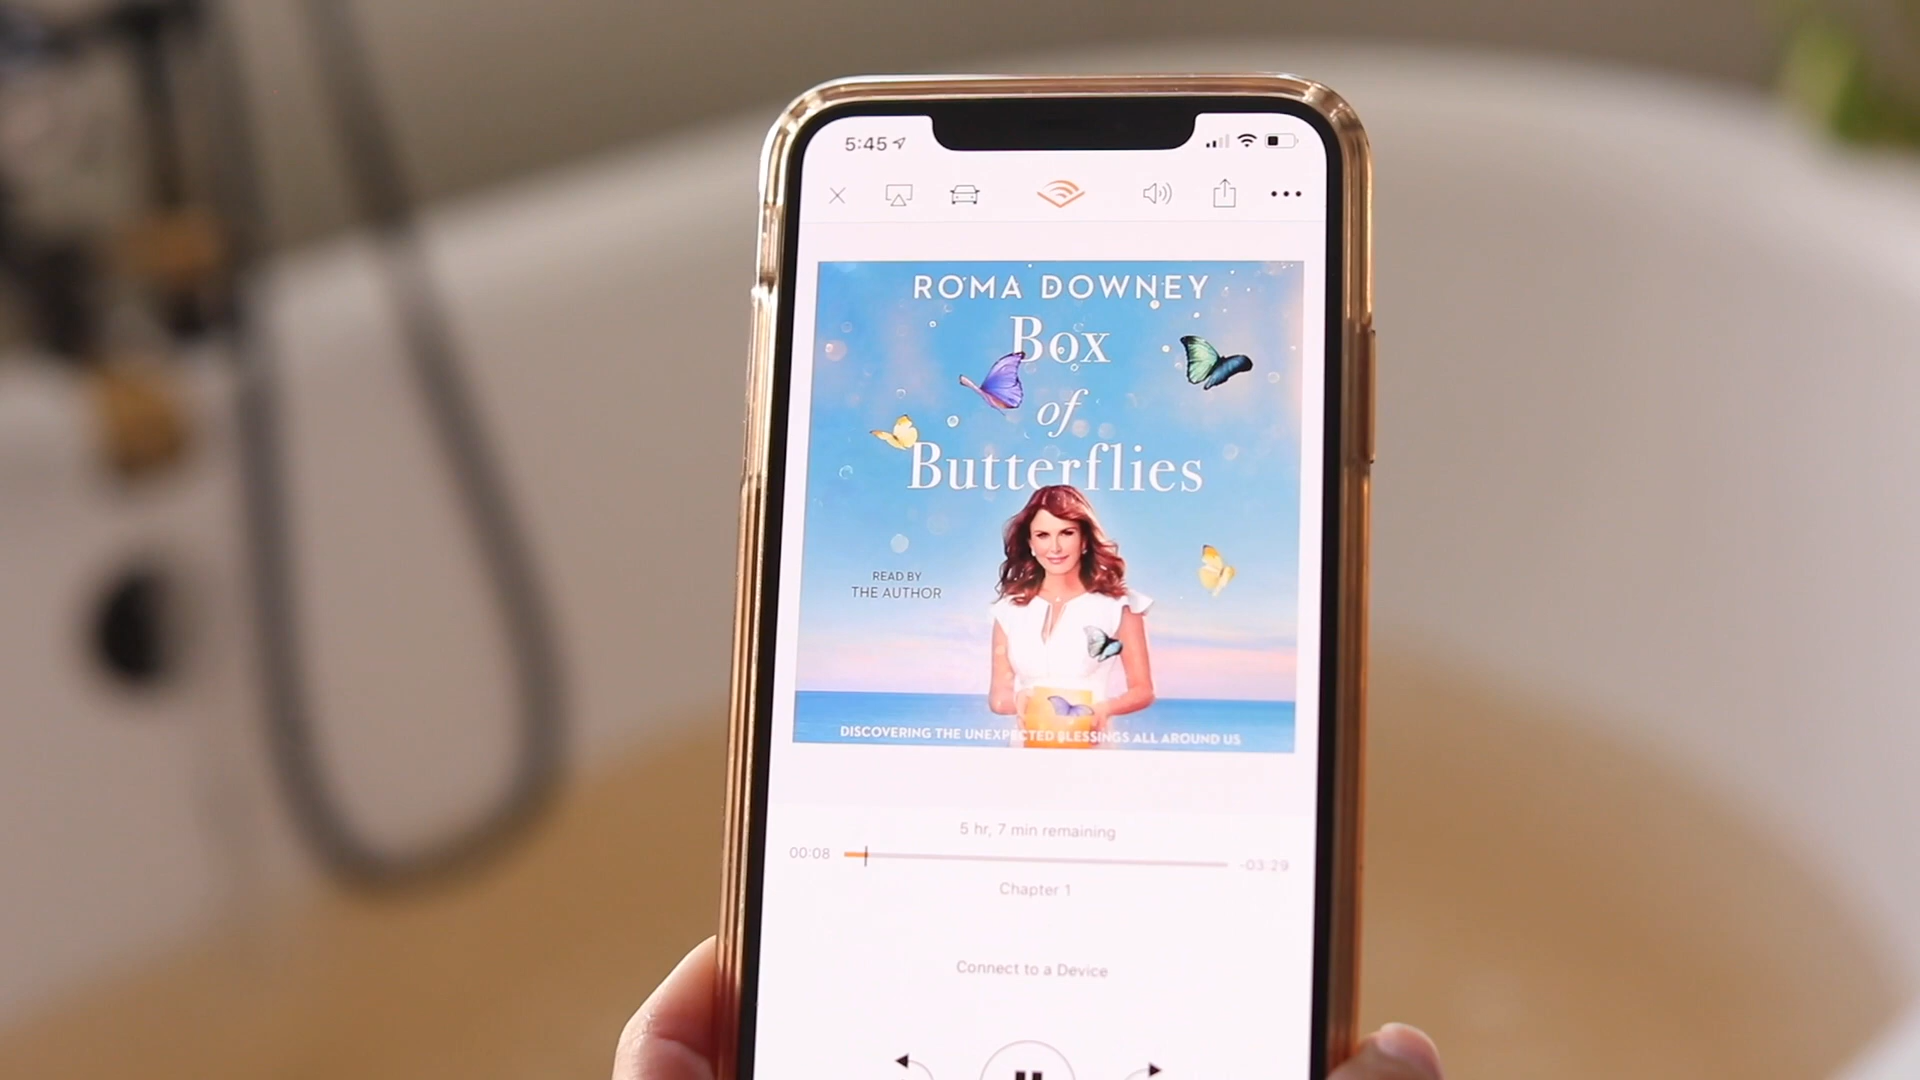 5:45
ROMA DOWNEY
Box
of
Butterflies
READ BY
THE AUTHOR
DISCOVERING THE UNEXPECTED BLESSINGS ALL AROUND US
5 hr, 7 min remaining
00:08
-03:29
Chapter 1
Connect to a Device